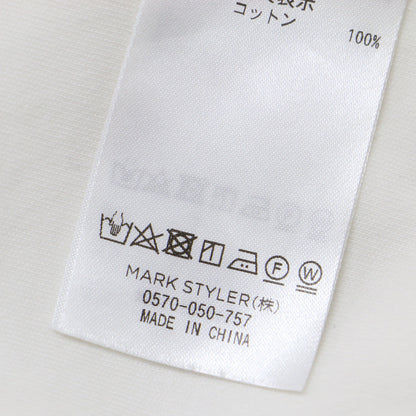 コットン
100%
MARK STYLER(株)
0570-050-757
MADE IN CHINA